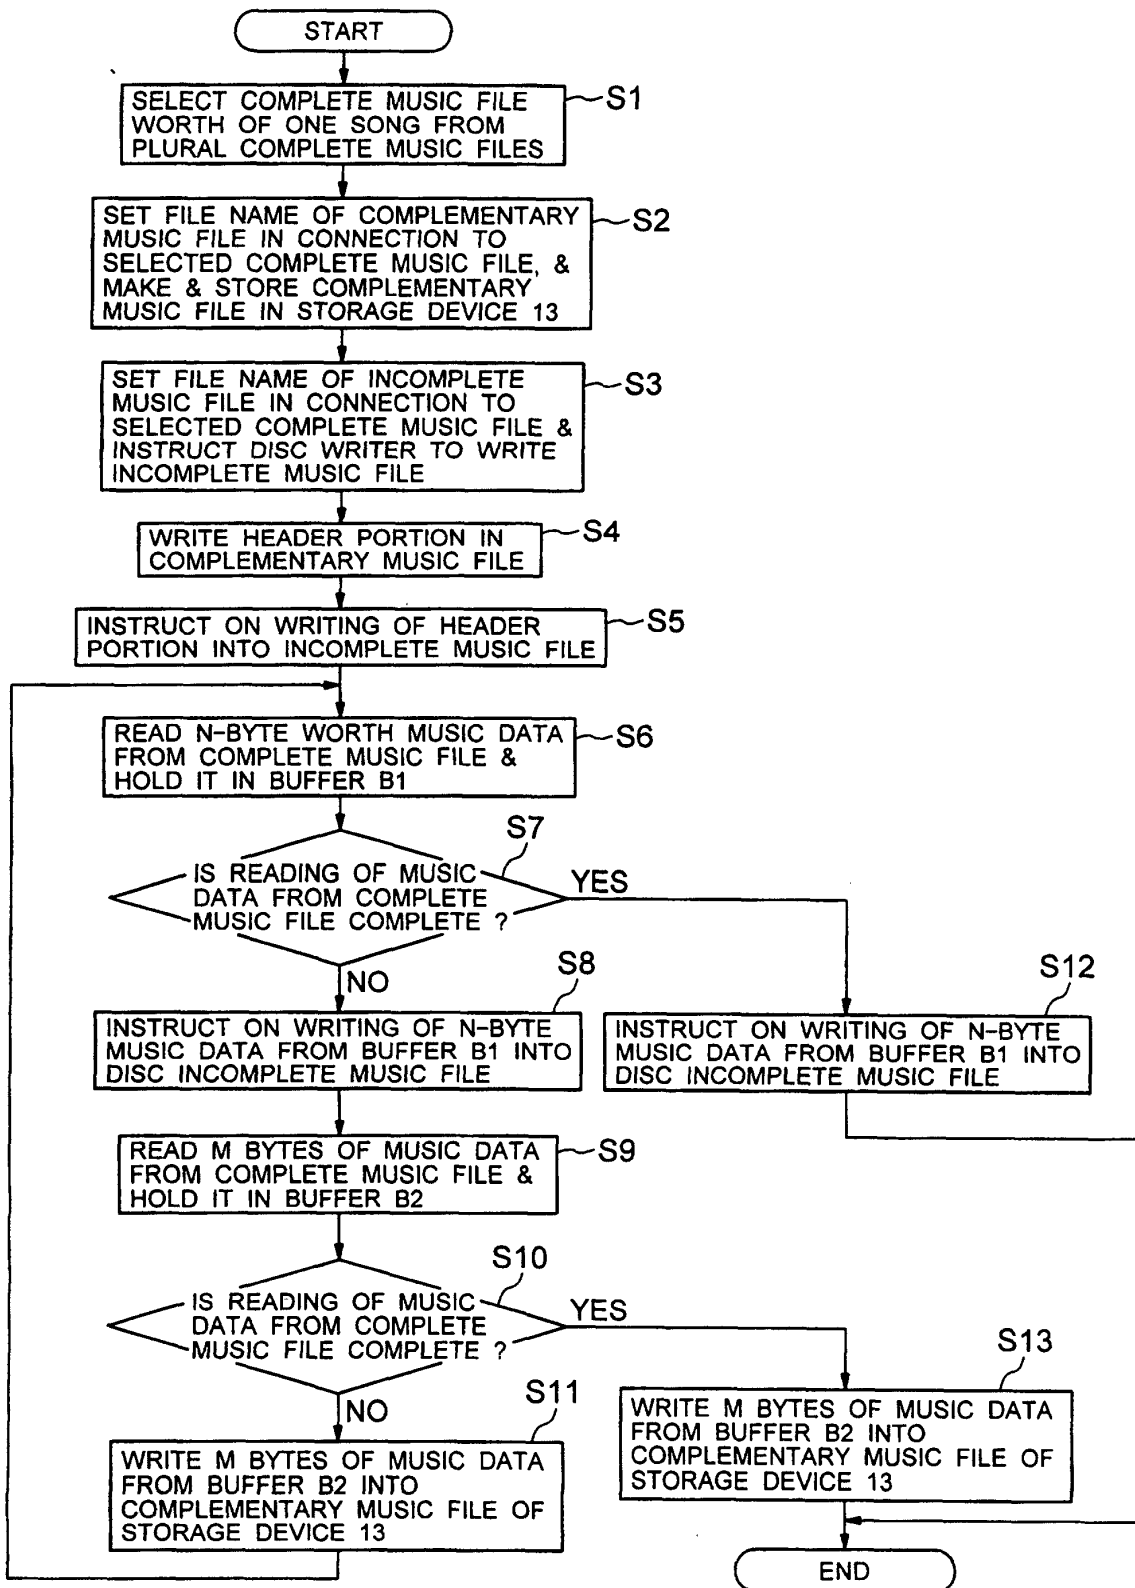 START
SELECT COMPLETE MUSIC FILE
WORTH OF ONE SONG FROM
PLURAL COMPLETE MUSIC FILES
S1
SET FILE NAME OF COMPLEMENTARY
MUSIC FILE IN CONNECTION TO
SELECTED COMPLETE MUSIC FILE, &
MAKE & STORE COMPLEMENTARY
MUSIC FILE IN STORAGE DEVICE 13
S2
SET FILE NAME OF INCOMPLETE
MUSIC FILE IN CONNECTION TO
SELECTED COMPLETE MUSIC FILE &
INSTRUCT DISC WRITER TO WRITE
INCOMPLETE MUSIC FILE
S3
WRITE HEADER PORTION IN
COMPLEMENTARY MUSIC FILE
S4
INSTRUCT ON WRITING OF HEADER
PORTION INTO INCOMPLETE MUSIC FILE
S5
READ N-BYTE WORTH MUSIC DATA
FROM COMPLETE MUSIC FILE &
HOLD IT IN BUFFER B1
S6
S7
IS READING OF MUSIC
DATA FROM COMPLETE
MUSIC FILE COMPLETE ?
YES
NO
S8
INSTRUCT ON WRITING OF N-BYTE
MUSIC DATA FROM BUFFER B1 INTO
DISC INCOMPLETE MUSIC FILE
S12
INSTRUCT ON WRITING OF N-BYTE
MUSIC DATA FROM BUFFER B1 INTO
DISC INCOMPLETE MUSIC FILE
READ M BYTES OF MUSIC DATA
FROM COMPLETE MUSIC FILE &
HOLD IT IN BUFFER B2
S9
S10
IS READING OF MUSIC
DATA FROM COMPLETE
MUSIC FILE COMPLETE ?
YES
NO
S11
WRITE M BYTES OF MUSIC DATA
FROM BUFFER B2 INTO
COMPLEMENTARY MUSIC FILE OF
STORAGE DEVICE 13
S13
WRITE M BYTES OF MUSIC DATA
FROM BUFFER B2 INTO
COMPLEMENTARY MUSIC FILE OF
STORAGE DEVICE 13
END